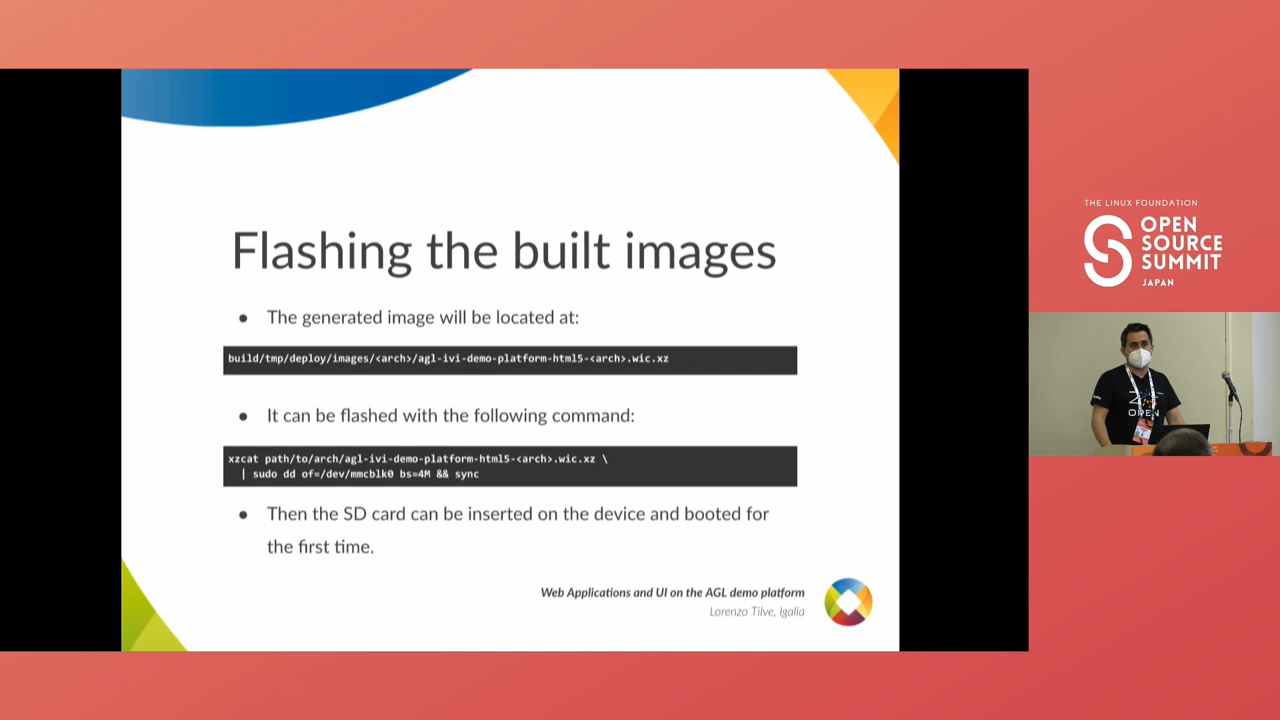 Flashing the built images
● The generated image will be located at:
build/tmp/deploy/images/<arch>/agl-ivi-demo-platform-html5-<arch>.wic.xz
● It can be flashed with the following command:
xzcat path/to/arch/agl-ivi-demo-platform-html5-<arch>.wic.xz \
| sudo dd of=/dev/mmcblk0 bs=4M && sync
● Then the SD card can be inserted on the device and booted for
the first time.
Web Applications and UI on the AGL demo platform
Lorenzo Tilve, Igalia
THE LINUX FOUNDATION
OPEN
SOURCE
SUMMIT
JAPAN
OPEN